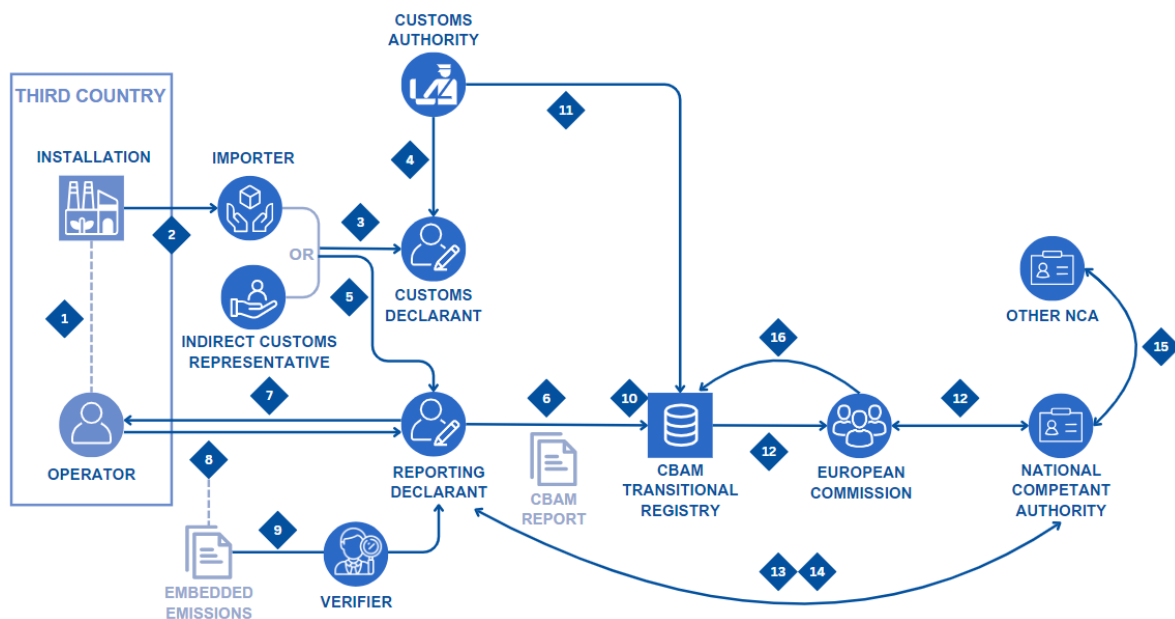 CUSTOMS
AUTHORITY
THIRD COUNTRY
11
INSTALLATION
IMPORTER
4
2
3
OR
5
CUSTOMS
DECLARANT
1
INDIRECT CUSTOMS
REPRESENTATIVE
OTHER NCA
15
16
7
6
10
12
12
8
OPERATOR
REPORTING
DECLARANT
CBAM
REPORT
CBAM
TRANSITIONAL
REGISTRY
EUROPEAN
COMMISSION
NATIONAL
COMPETANT
AUTHORITY
9
EMBEDDED
EMISSIONS
VERIFIER
13
14